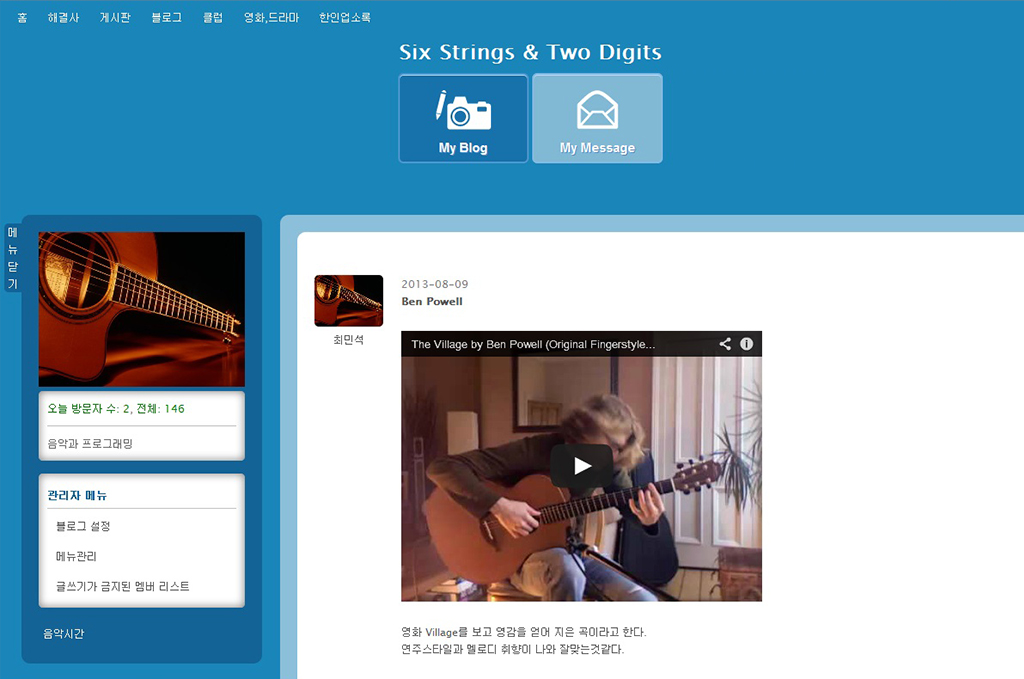 홈 해결사 게시판 블로그 클럽 영화,드라마 한인업소록
Six Strings & Two Digits
My Blog My Message
메뉴닫기
오늘 방문자 수: 2, 전체: 146
음악과 프로그래밍
관리자 메뉴
블로그 설정
메뉴관리
글쓰기가 금지된 멤버 리스트
음악시간
2013-08-09
Ben Powell
최민석
The Village by Ben Powell (Original Fingerstyle...
영화 Village를 보고 영감을 얻어 지은 곡이라고 한다.
연주스타일과 멜로디 취향이 나와 잘맞는것같다.